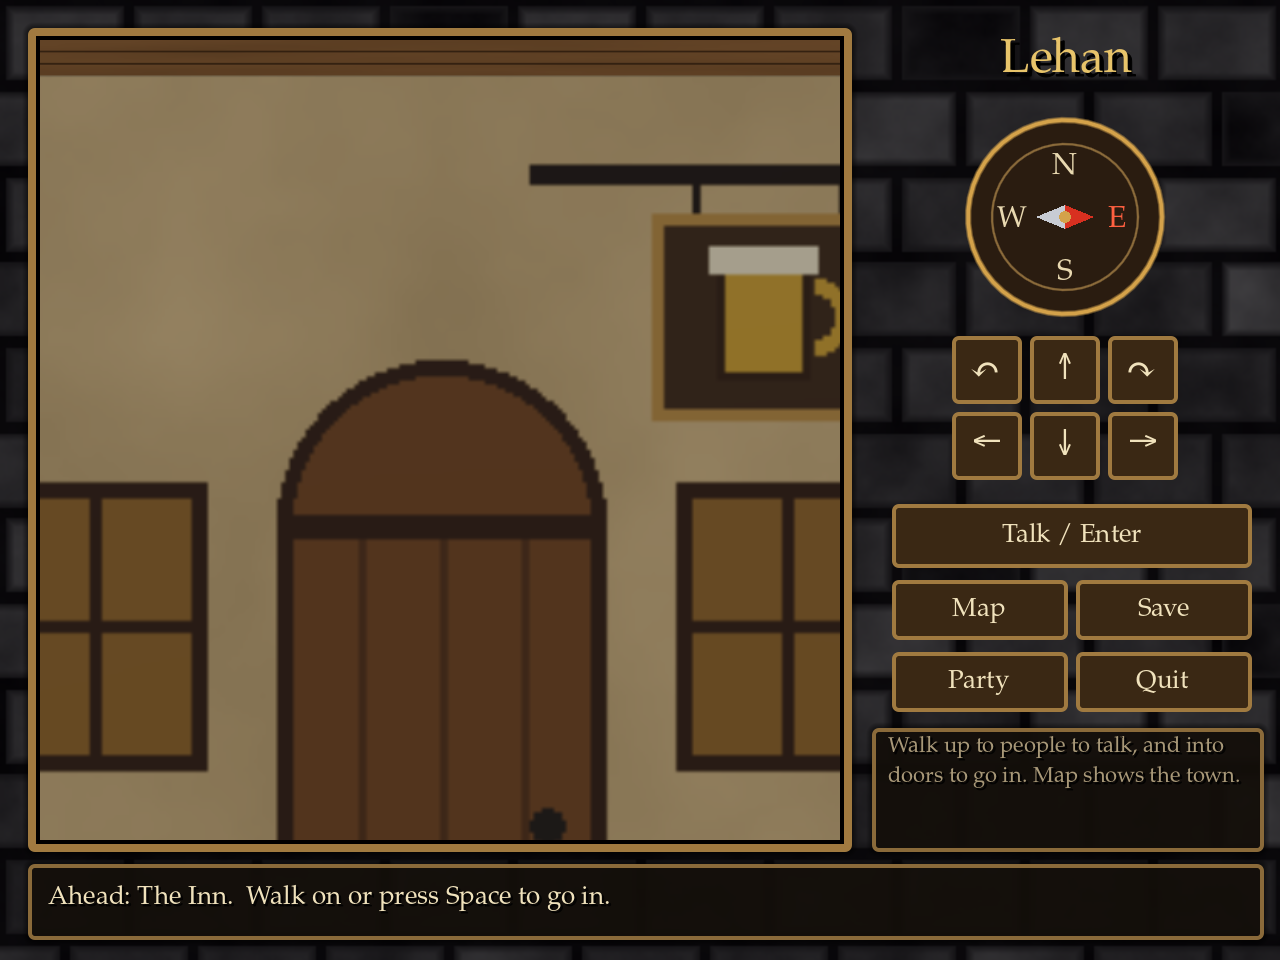 Lehan
N
W E
S
↶ ↑ ↷
← ↓ →
Talk / Enter
Map Save
Party Quit
Walk up to people to talk, and into
doors to go in. Map shows the town.
Ahead: The Inn. Walk on or press Space to go in.